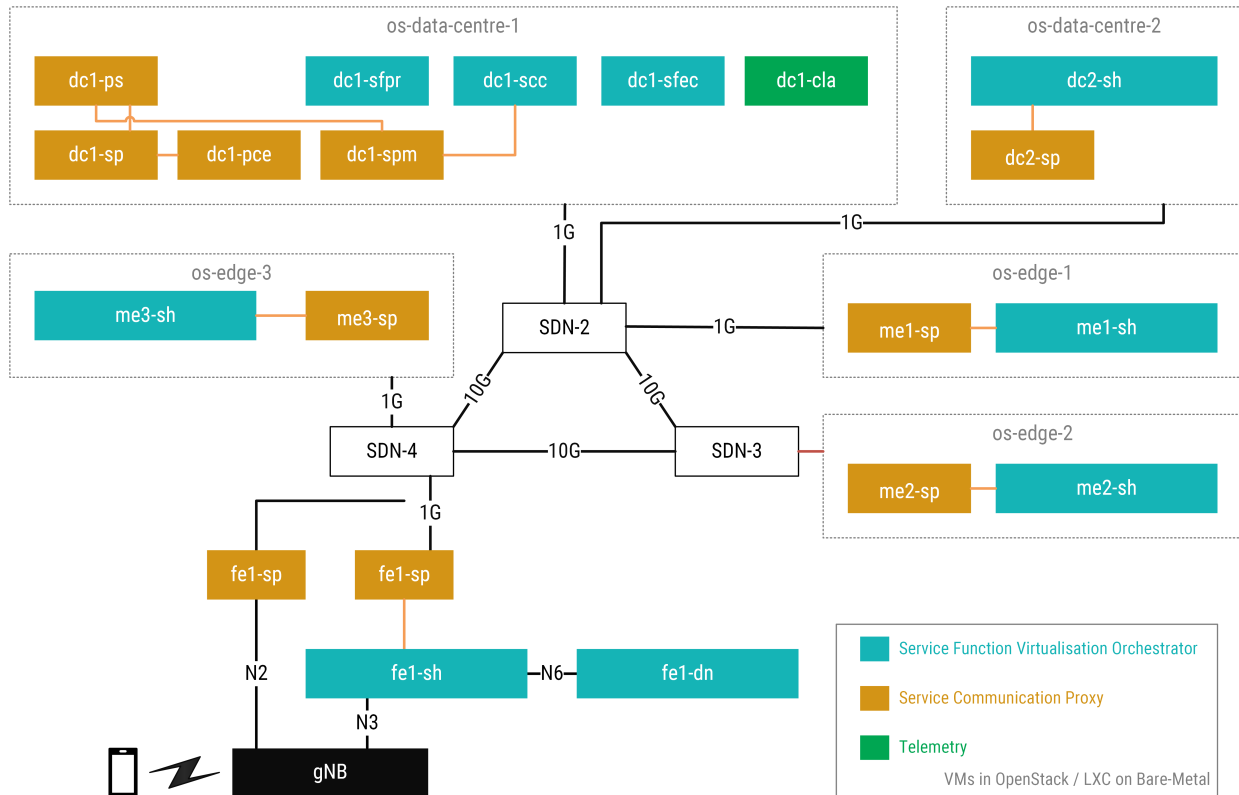 os-data-centre-1
os-data-centre-2
dc1-ps
dc1-sfpr
dc1-scc
dc1-sfec
dc1-cla
dc2-sh
dc1-sp
dc1-pce
dc1-spm
dc2-sp
1G
1G
os-edge-3
os-edge-1
me3-sh
me3-sp
SDN-2
1G
me1-sp
me1-sh
1G
10G
10G
os-edge-2
SDN-4
10G
SDN-3
me2-sp
me2-sh
1G
fe1-sp
fe1-sp
Service Function Virtualisation Orchestrator
N2
fe1-sh
N6
fe1-dn
Service Communication Proxy
N3
Telemetry
gNB
VMs in OpenStack / LXC on Bare-Metal